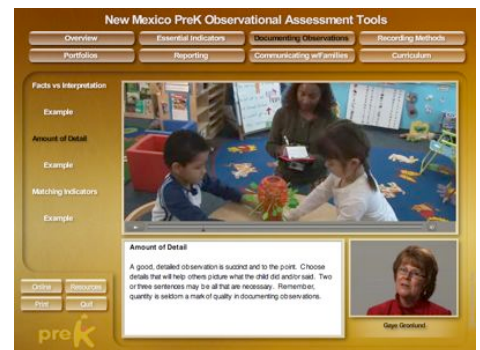 New Mexico PreK Observational Assessment Tools
Overview
Essential Indicators
Documenting Observations
Recording Methods
Portfolios
Reporting
Communicating w/Families
Curriculum
Facts vs Interpretation
Example
Amount of Detail
Example
Matching Indicators
Example
Amount of Detail
A good, detailed observation is succinct and to the point. Choose
details that will help others picture what the child did and/or said. Two
or three sentences may be all that are necessary. Remember,
quantity is seldom a mark of quality in documenting observations.
Online
Resources
Print
Quit
preK
Gaye Gronlund